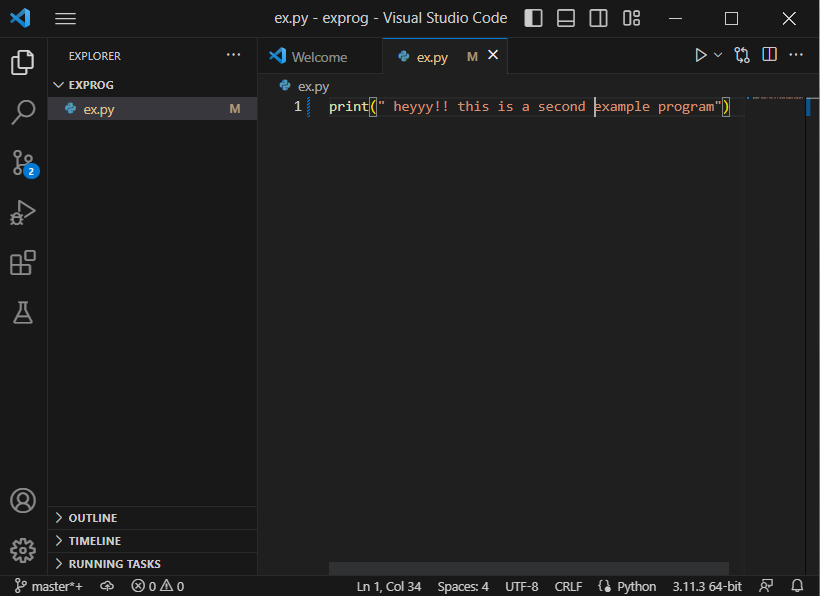 ex.py - exprog - Visual Studio Code
EXPLORER
Welcome
ex.py M
EXPROG
ex.py M
ex.py
1 print(" heyyy!! this is a second example program")
2
OUTLINE
TIMELINE
RUNNING TASKS
master*+ 0 0 Ln 1, Col 34 Spaces: 4 UTF-8 CRLF Python 3.11.3 64-bit